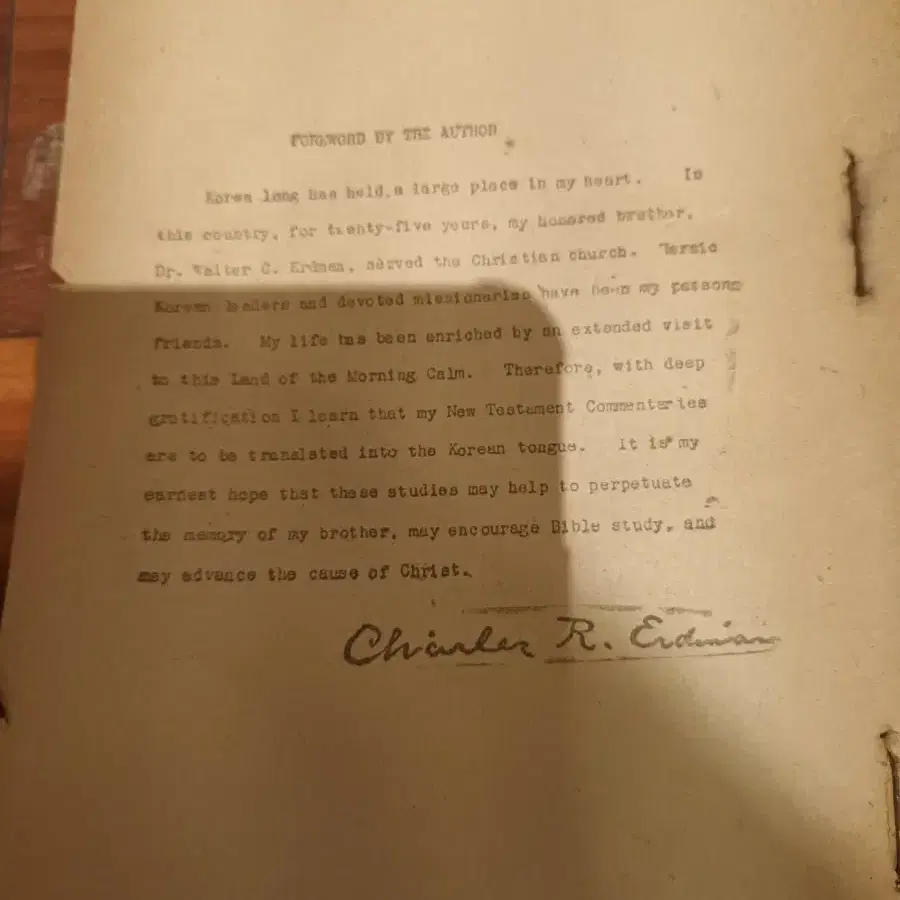 FOREWORD BY THE AUTHOR
Korea long has held a large place in my heart. In
this country, for twenty-five years, my honored brother,
Dr. Walter C. Erdman, served the Christian church. Heroic
Korean leaders and devoted missionaries have been my
friends. My life has been enriched by an extended visit
to this Land of the Morning Calm. Therefore, with deep
gratification I learn that my New Testament Commentaries
are to be translated into the Korean tongue. It is my
earnest hope that these studies may help to perpetuate
the memory of my brother, may encourage Bible study, and
may advance the cause of Christ.
Charles R. Erdman